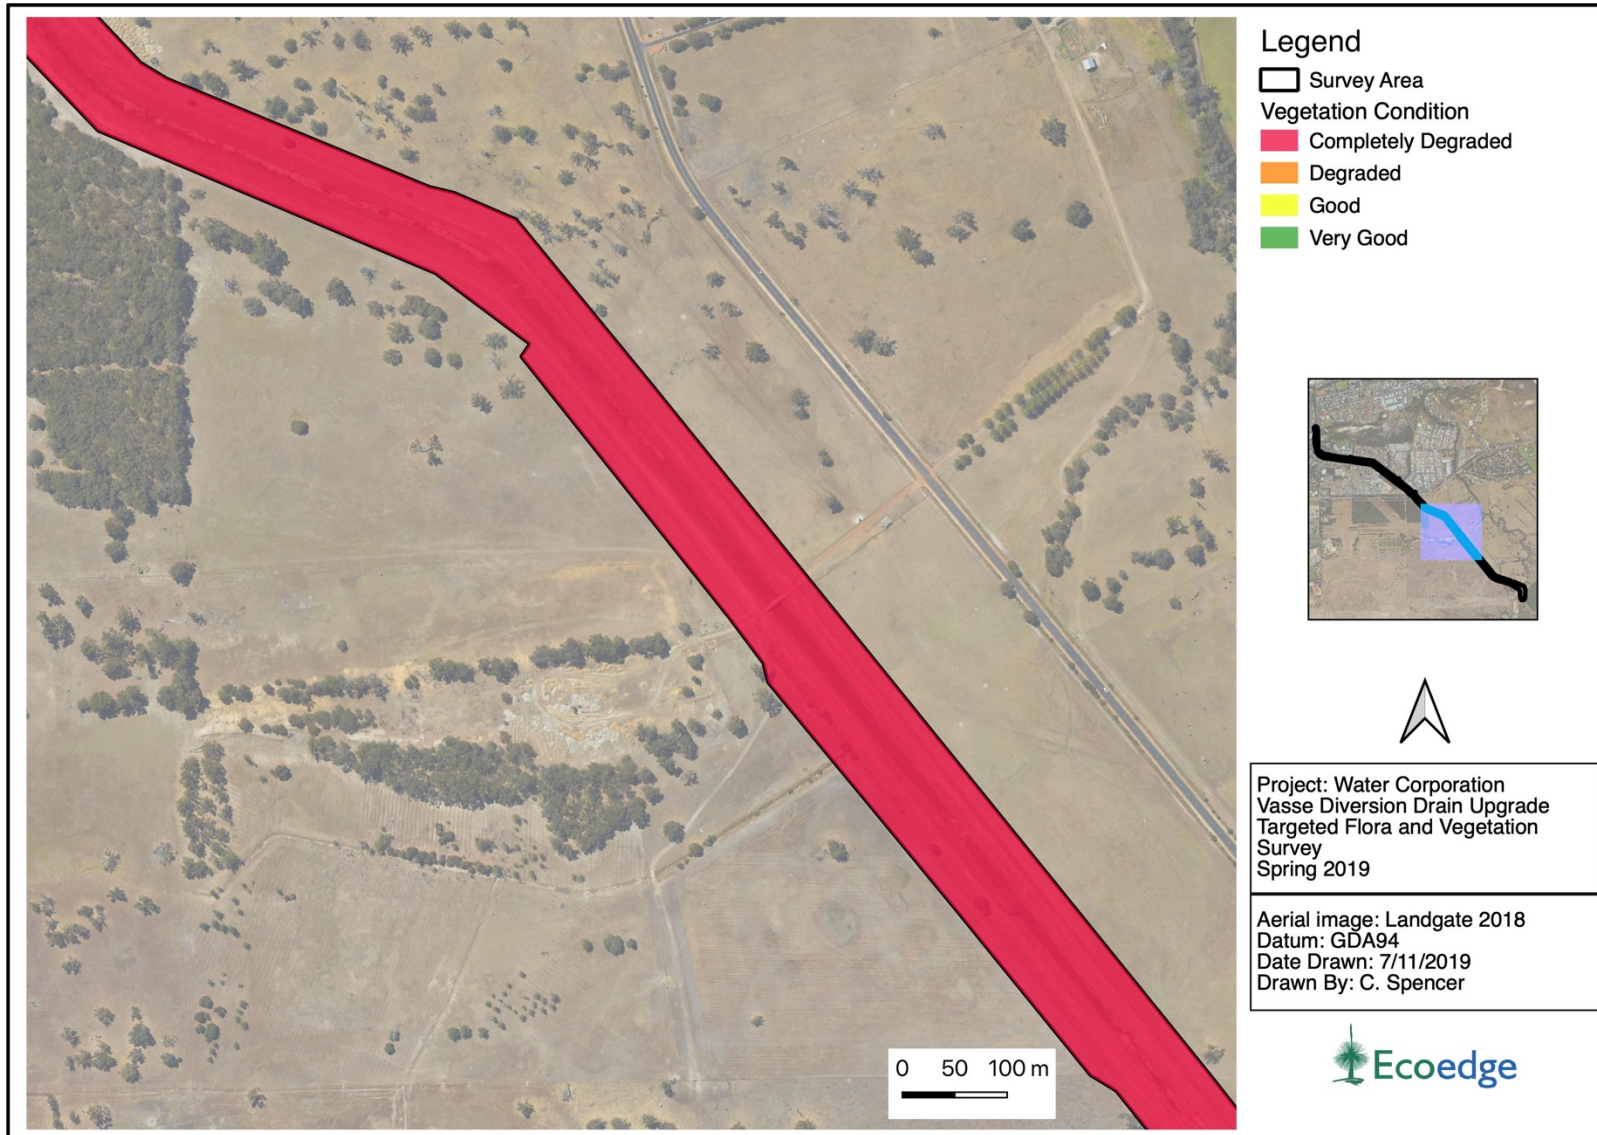 Legend
Survey Area
Vegetation Condition
Completely Degraded
Degraded
Good
Very Good
Project: Water Corporation
Vasse Diversion Drain Upgrade
Targeted Flora and Vegetation
Survey
Spring 2019
Aerial image: Landgate 2018
Datum: GDA94
Date Drawn: 7/11/2019
Drawn By: C. Spencer
0 50 100 m
Ecoedge